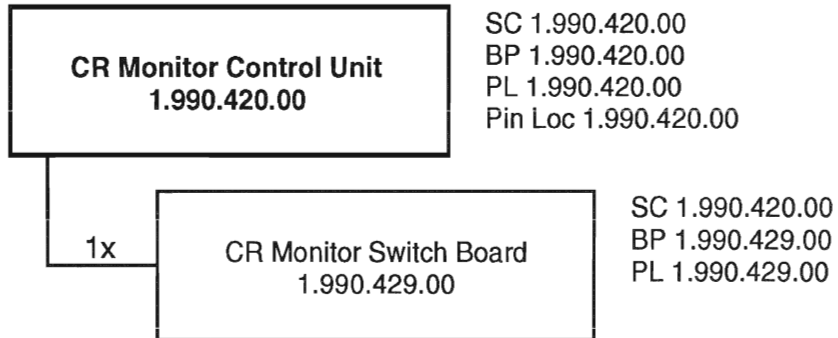 CR Monitor Control Unit
1.990.420.00
SC 1.990.420.00
BP 1.990.420.00
PL 1.990.420.00
Pin Loc 1.990.420.00
1x
CR Monitor Switch Board
1.990.429.00
SC 1.990.420.00
BP 1.990.429.00
PL 1.990.429.00